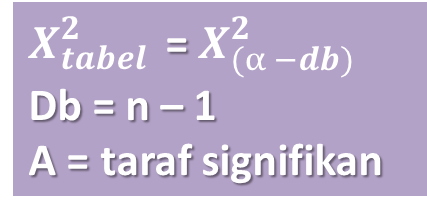 X²tabel = X²(α – db)
Db = n – 1
A = taraf signifikan